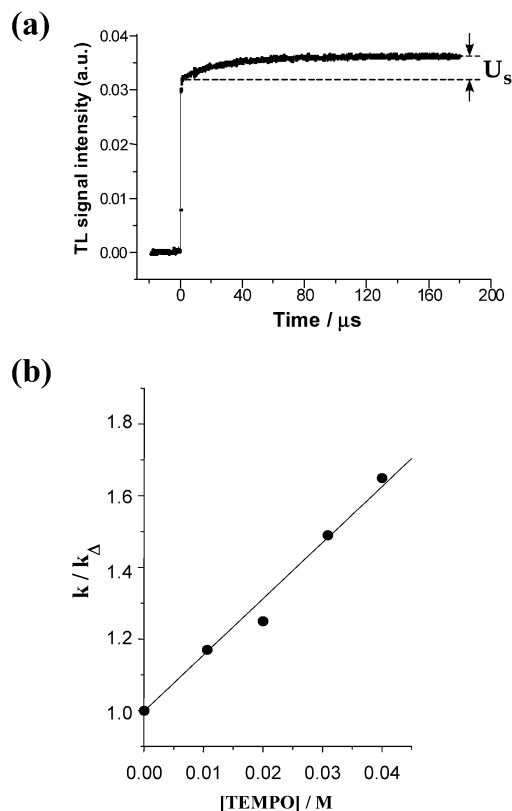 (a)
TL signal intensity (a.u.)
0.04
0.03
0.02
0.01
0.00
Us
0 40 80 120 160 200
Time / μs
(b)
k / kΔ
1.8
1.6
1.4
1.2
1.0
0.00 0.01 0.02 0.03 0.04
[TEMPO] / M